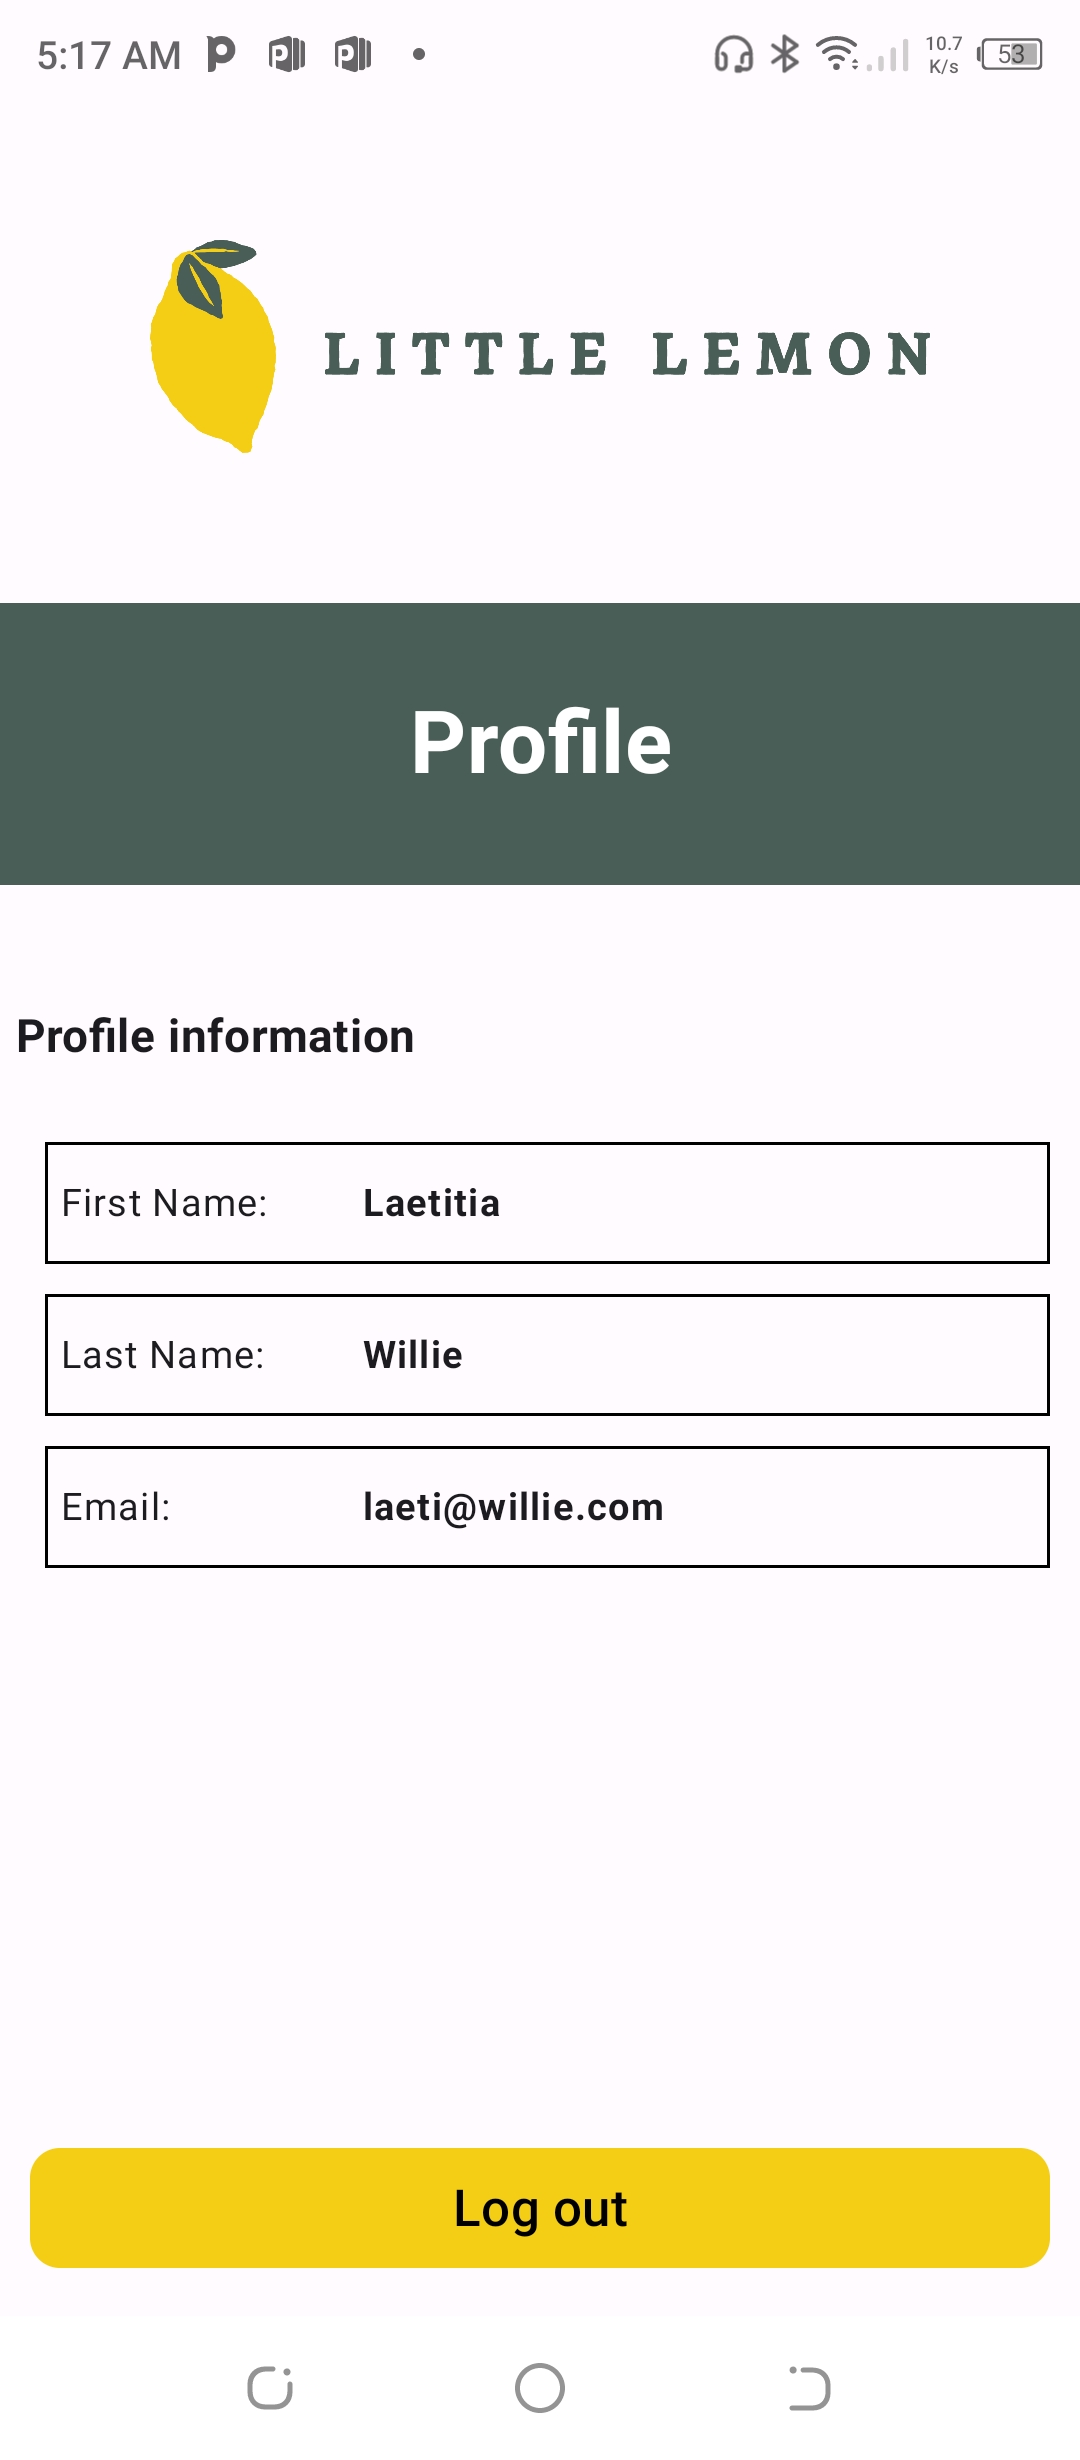 5:17 AM
10.7
K/s
53
LITTLE LEMON
Profile
Profile information
First Name: Laetitia
Last Name: Willie
Email: laeti@willie.com
Log out